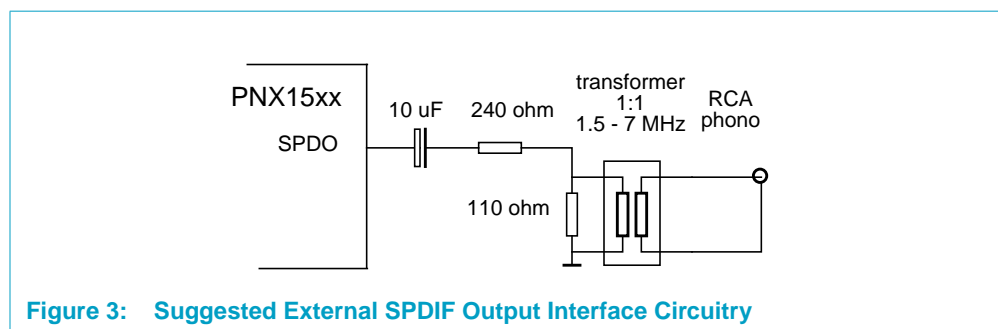 PNX15xx
SPDO
10 uF
240 ohm
transformer
1:1
1.5 - 7 MHz
RCA
phono
110 ohm
Figure 3: Suggested External SPDIF Output Interface Circuitry